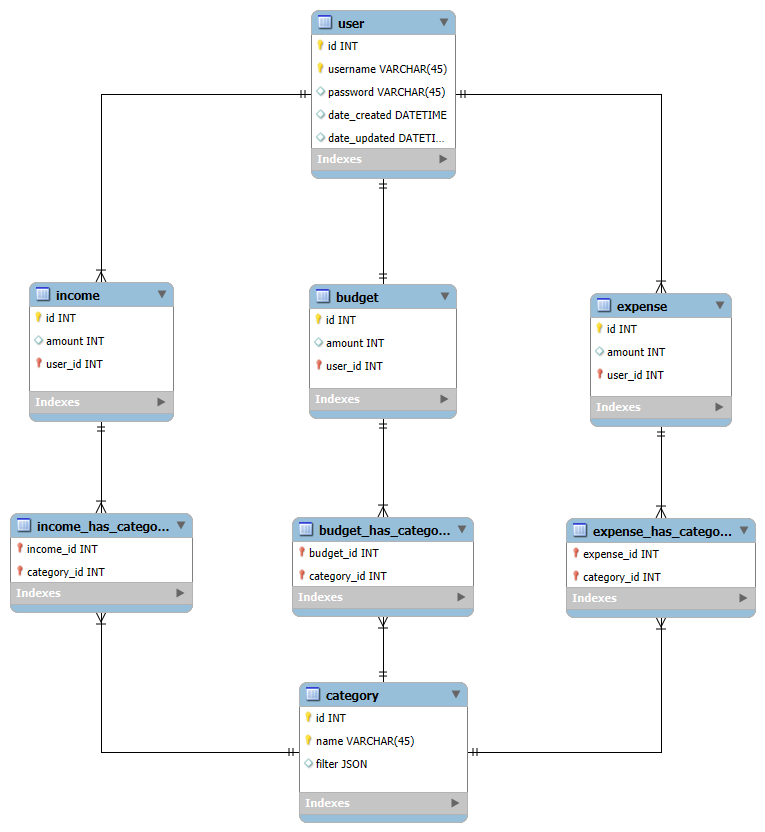 user
id INT
username VARCHAR(45)
password VARCHAR(45)
date_created DATETIME
date_updated DATETI...
Indexes
income
id INT
amount INT
user_id INT
Indexes
budget
id INT
amount INT
user_id INT
Indexes
expense
id INT
amount INT
user_id INT
Indexes
income_has_catego...
income_id INT
category_id INT
Indexes
budget_has_catego...
budget_id INT
category_id INT
Indexes
expense_has_catego...
expense_id INT
category_id INT
Indexes
category
id INT
name VARCHAR(45)
filter JSON
Indexes